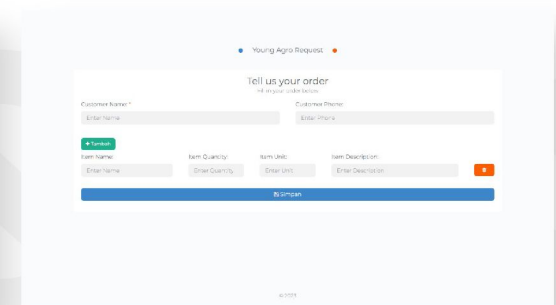 Young Agro Request
Tell us your order
Fill in your order below
Customer Name: *
Customer Phone:
Enter Name
Enter Phone
+ Tambah
Item Name:
Item Quantity:
Item Unit:
Item Description:
Enter Name
Enter Quantity
Enter Unit
Enter Description
Simpan
© 2023